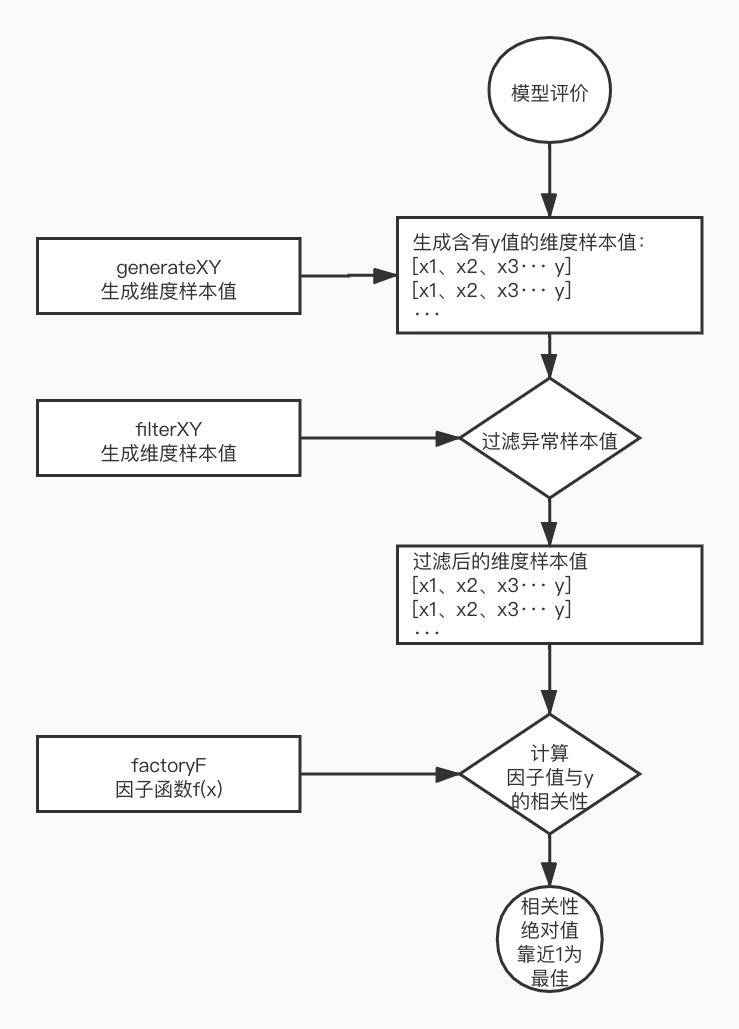 模型评价
generateXY
生成维度样本值
生成含有y值的维度样本值：
[x1、x2、x3··· y]
[x1、x2、x3··· y]
···
filterXY
生成维度样本值
过滤异常样本值
过滤后的维度样本值
[x1、x2、x3··· y]
[x1、x2、x3··· y]
···
factoryF
因子函数f(x)
计算
因子值与y
的相关性
相关性
绝对值
靠近1为
最佳